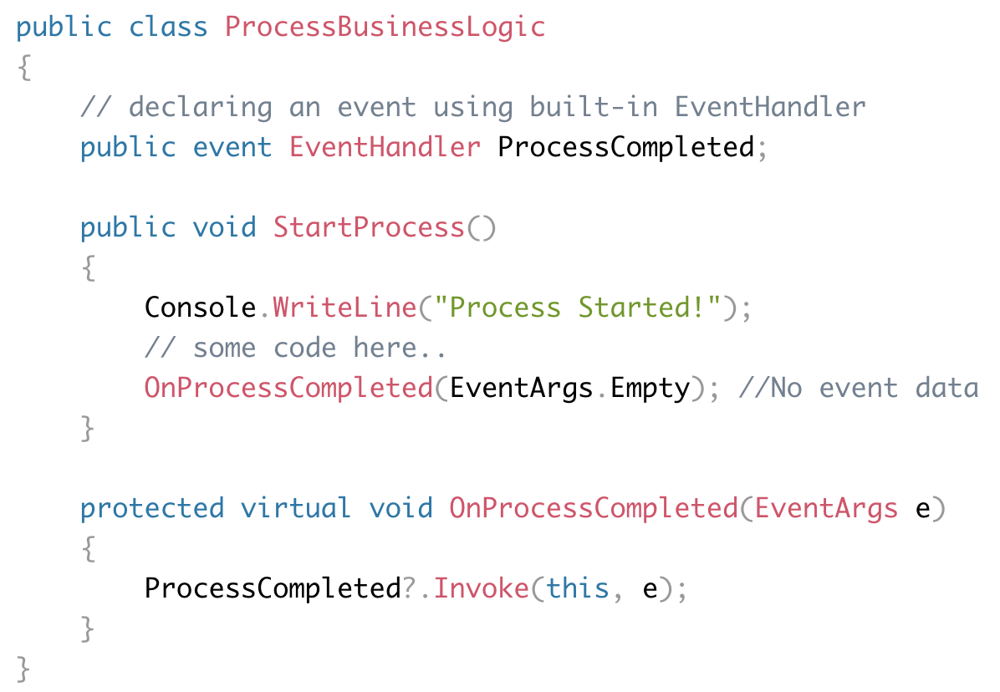 public class ProcessBusinessLogic
{
    // declaring an event using built-in EventHandler
    public event EventHandler ProcessCompleted;

    public void StartProcess()
    {
        Console.WriteLine("Process Started!");
        // some code here..
        OnProcessCompleted(EventArgs.Empty); //No event data
    }

    protected virtual void OnProcessCompleted(EventArgs e)
    {
        ProcessCompleted?.Invoke(this, e);
    }
}